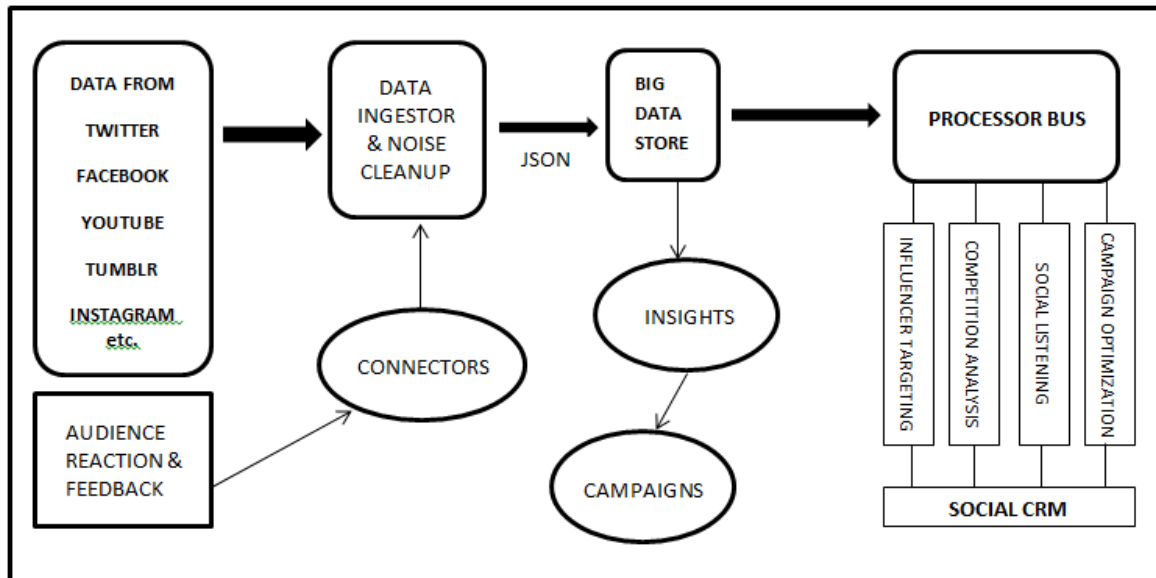 DATA FROM
TWITTER
FACEBOOK
YOUTUBE
TUMBLR
INSTAGRAM
etc.
AUDIENCE
REACTION &
FEEDBACK
DATA
INGESTOR
& NOISE
CLEANUP
CONNECTORS
JSON
BIG
DATA
STORE
INSIGHTS
CAMPAIGNS
PROCESSOR BUS
INFLUENCER TARGETING
COMPETITION ANALYSIS
SOCIAL LISTENING
CAMPAIGN OPTIMIZATION
SOCIAL CRM